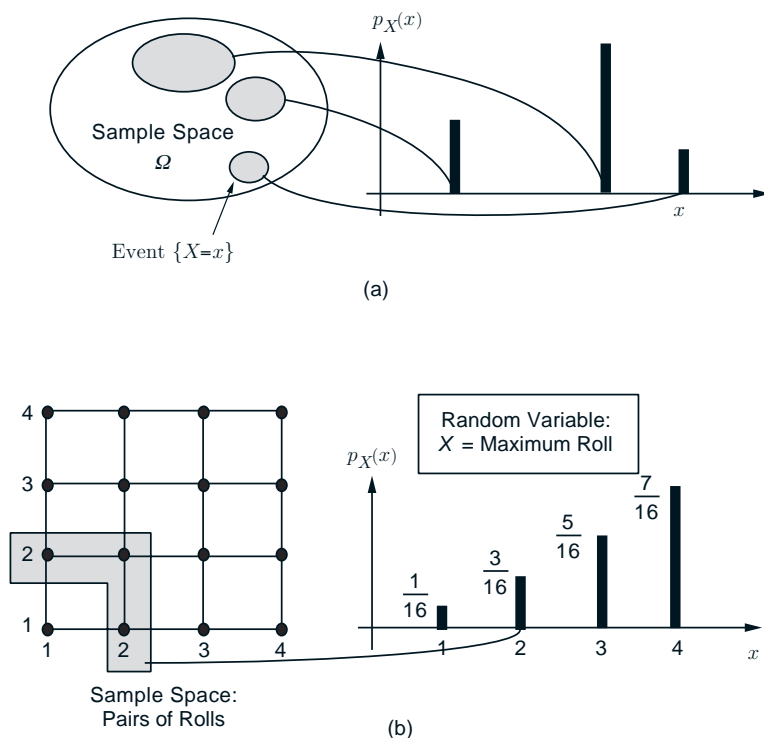 p_X(x)
Sample Space
Ω
x
Event {X=x}
(a)
Random Variable:
X = Maximum Roll
p_X(x)
4
3
2
1
1 2 3 4
1/16
3/16
5/16
7/16
1 2 3 4
x
Sample Space:
Pairs of Rolls
(b)